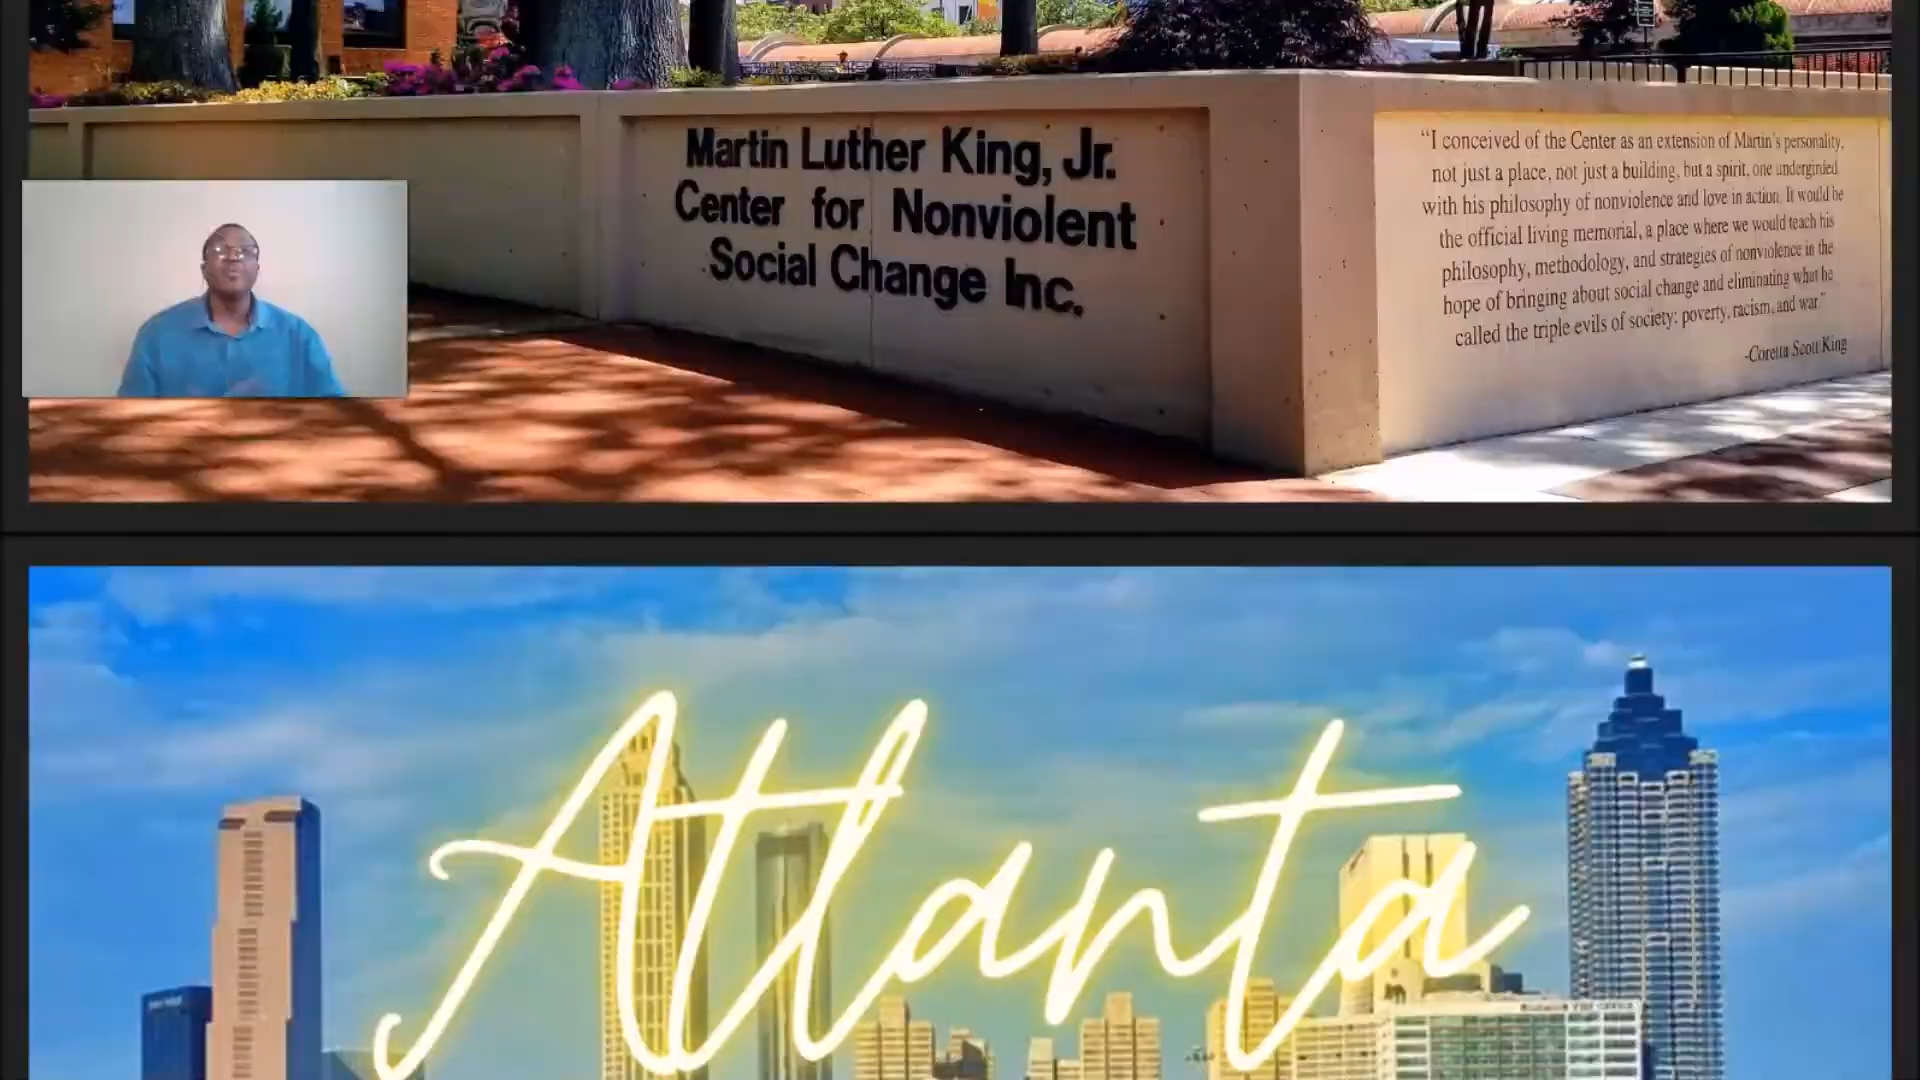 Martin Luther King, Jr.
Center for Nonviolent
Social Change Inc.
“I conceived of the Center as an extension of Martin's personality,
not just a place, not just a building, but a spirit, one undergirded
with his philosophy of nonviolence and love in action. It would be
the official living memorial, a place where we would teach his
philosophy, methodology, and strategies of nonviolence in the
hope of bringing about social change and eliminating what he
called the triple evils of society: poverty, racism, and war”
-Coretta Scott King
Atlanta